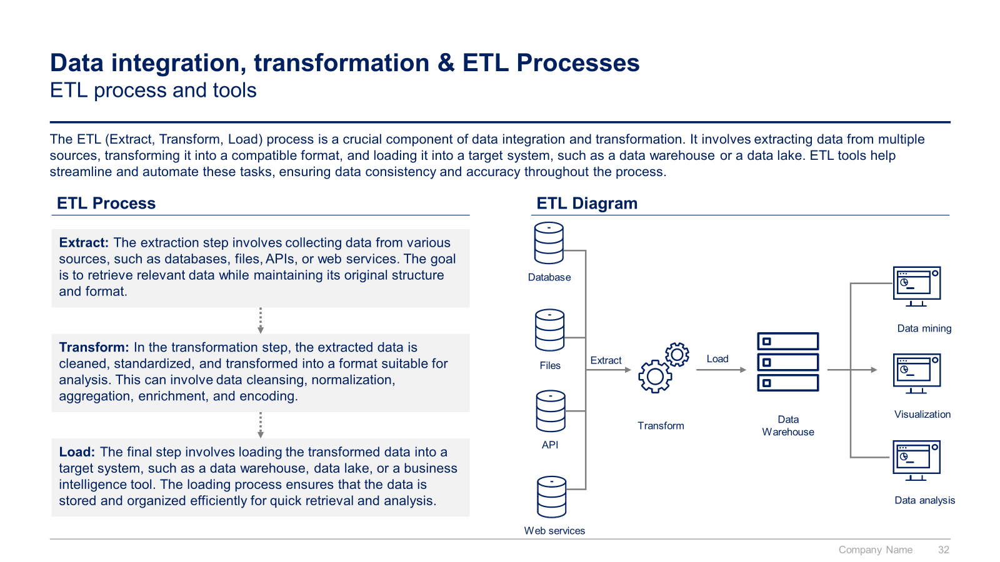 Data integration, transformation & ETL Processes
ETL process and tools
The ETL (Extract, Transform, Load) process is a crucial component of data integration and transformation. It involves extracting data from multiple
sources, transforming it into a compatible format, and loading it into a target system, such as a data warehouse or a data lake. ETL tools help
streamline and automate these tasks, ensuring data consistency and accuracy throughout the process.
ETL Process
Extract: The extraction step involves collecting data from various
sources, such as databases, files, APIs, or web services. The goal
is to retrieve relevant data while maintaining its original structure
and format.
Transform: In the transformation step, the extracted data is
cleaned, standardized, and transformed into a format suitable for
analysis. This can involve data cleansing, normalization,
aggregation, enrichment, and encoding.
Load: The final step involves loading the transformed data into a
target system, such as a data warehouse, data lake, or a business
intelligence tool. The loading process ensures that the data is
stored and organized efficiently for quick retrieval and analysis.
ETL Diagram
Database
Files
API
Web services
Extract
Transform
Load
Data
Warehouse
Data mining
Visualization
Data analysis
Company Name
32